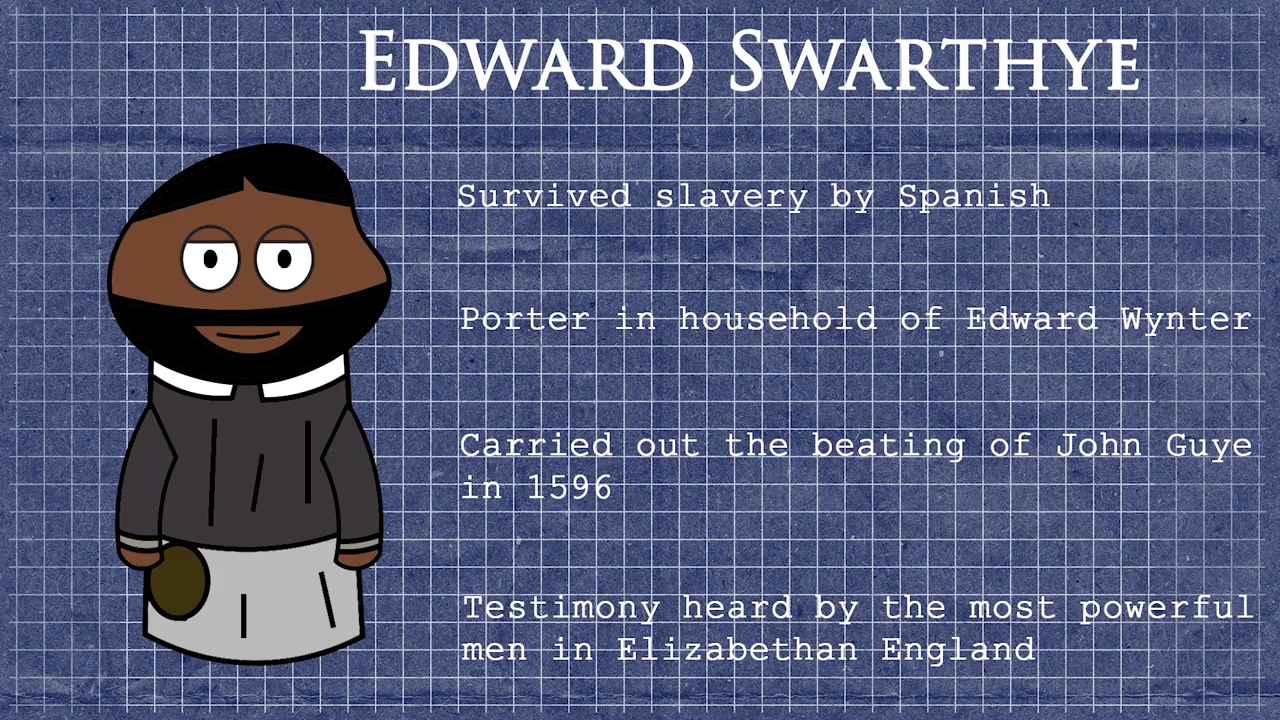 Edward Swarthye
Survived slavery by Spanish
Porter in household of Edward Wynter
Carried out the beating of John Guye
in 1596
Testimony heard by the most powerful
men in Elizabethan England